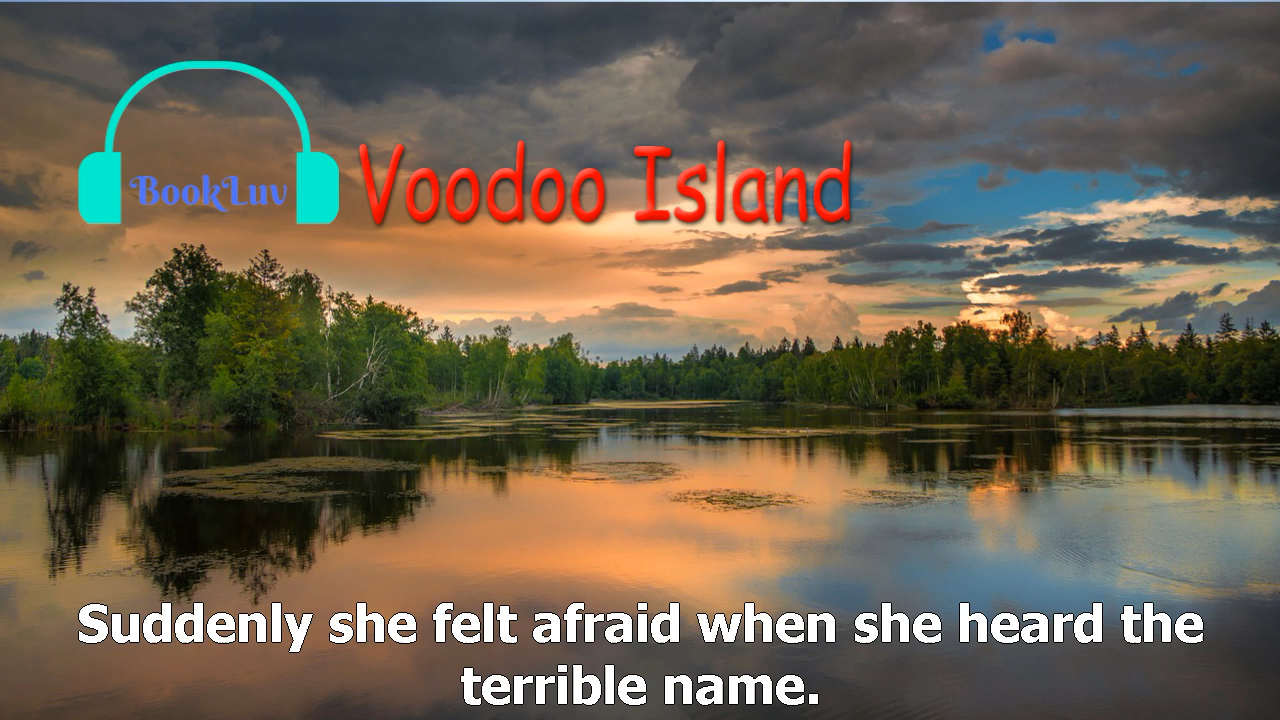 BookLuv
Voodoo Island
Suddenly she felt afraid when she heard the
terrible name.